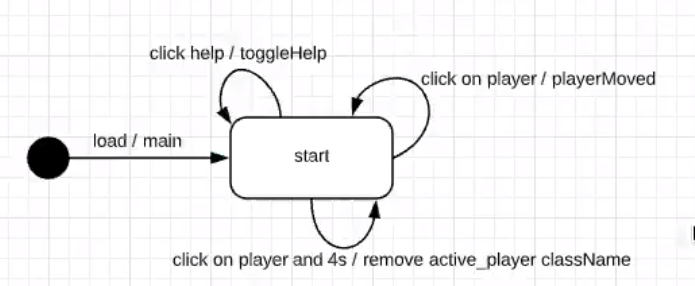 click help / toggleHelp
click on player / playerMoved
load / main
start
click on player and 4s / remove active_player className